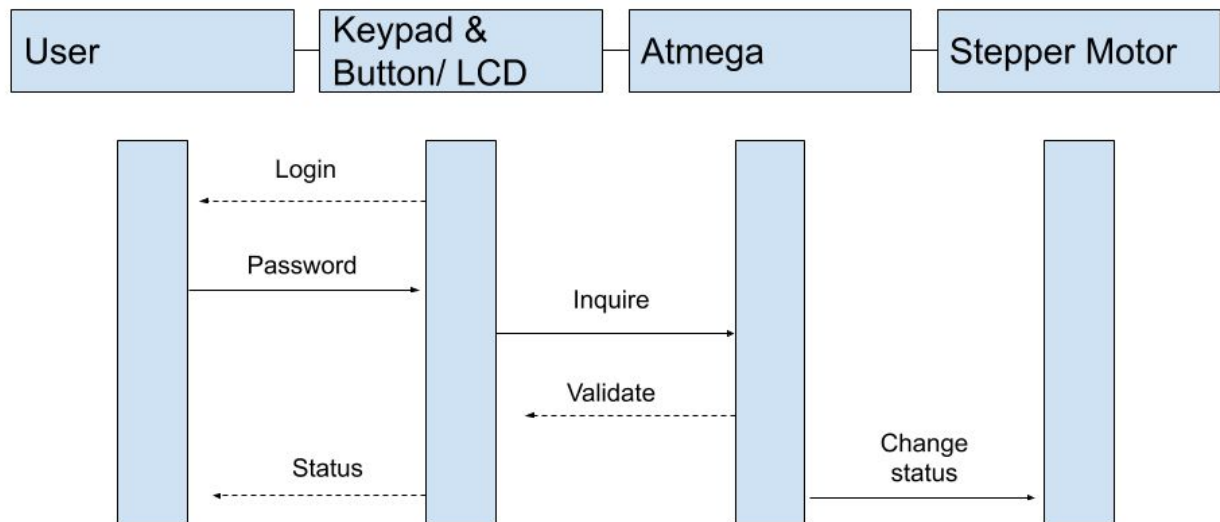 User
Keypad &
Button/ LCD
Atmega
Stepper Motor
Login
Password
Inquire
Validate
Change
status
Status